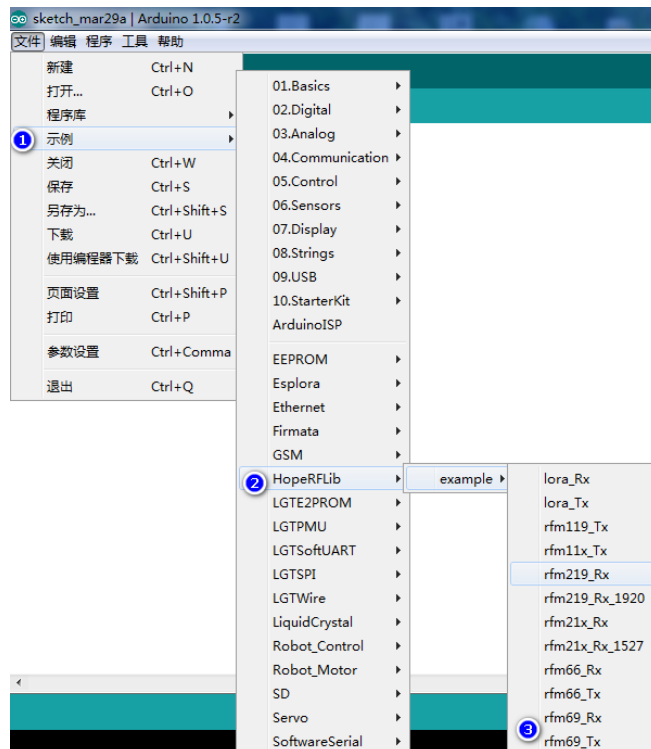 sketch_mar29a | Arduino 1.0.5-r2
文件 编辑 程序 工具 帮助
新建 Ctrl+N
打开... Ctrl+O
程序库
1 示例
关闭 Ctrl+W
保存 Ctrl+S
另存为... Ctrl+Shift+S
下载 Ctrl+U
使用编程器下载 Ctrl+Shift+U
页面设置 Ctrl+Shift+P
打印 Ctrl+P
参数设置 Ctrl+Comma
退出 Ctrl+Q
01.Basics
02.Digital
03.Analog
04.Communication
05.Control
06.Sensors
07.Display
08.Strings
09.USB
10.StarterKit
ArduinoISP
EEPROM
Esplora
Ethernet
Firmata
GSM
2 HopeRFLib
LGTE2PROM
LGTPMU
LGTSoftUART
LGTSPI
LGTWire
LiquidCrystal
Robot_Control
Robot_Motor
SD
Servo
SoftwareSerial
example
lora_Rx
lora_Tx
rfm119_Tx
rfm11x_Tx
rfm219_Rx
rfm219_Rx_1920
rfm21x_Rx
rfm21x_Rx_1527
rfm66_Rx
rfm66_Tx
rfm69_Rx
3 rfm69_Tx